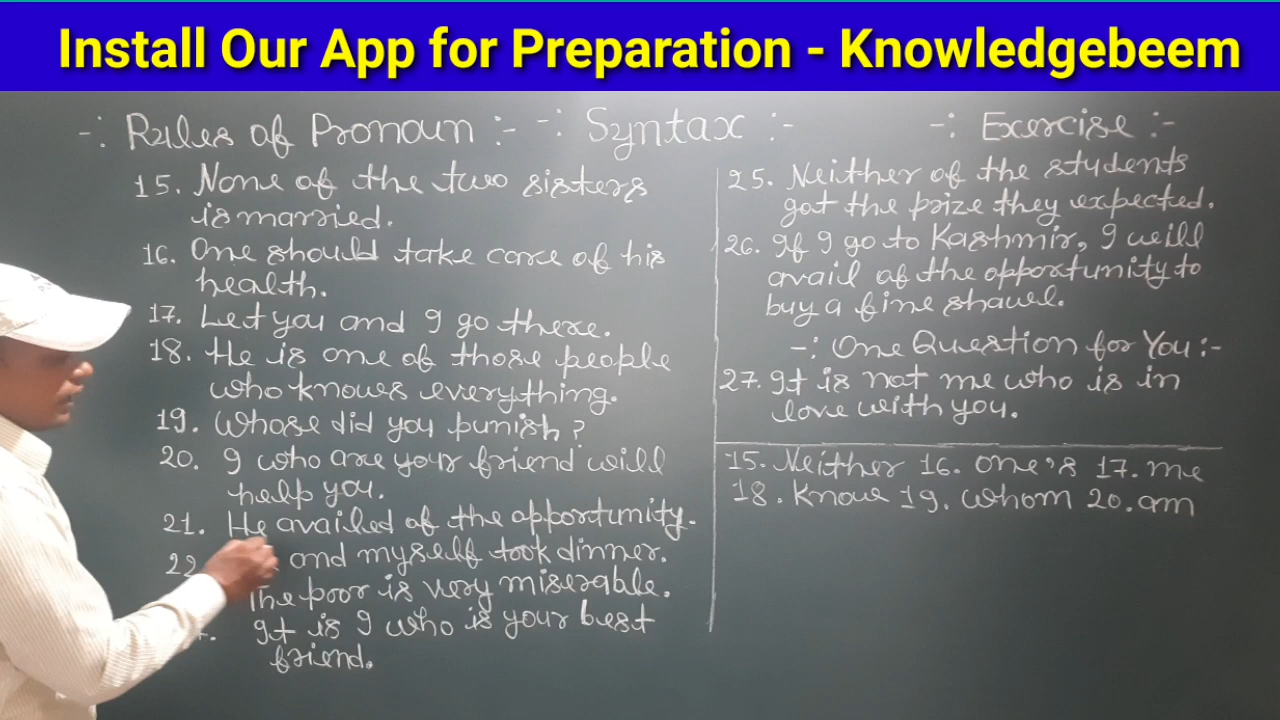 Install Our App for Preparation - Knowledgebeem
-: Rules of Pronoun :- -: Syntax :- -: Exercise :-
15. None of the two sisters
is married.
16. One should take care of his
health.
17. Let you and I go there.
18. He is one of those people
who knows everything.
19. Whose did you punish ?
20. I who are your friend will
help you.
21. He availed of the opportunity.
22 and myself took dinner.
The poor is very miserable.
It is I who is your best
friend.
25. Neither of the students
got the prize they expected.
26. If I go to Kashmir, I will
avail of the opportunity to
buy a fine shawl.
-: One Question for You :-
27. It is not me who is in
love with you.
15. Neither 16. one's 17. me
18. Know 19. whom 20. am